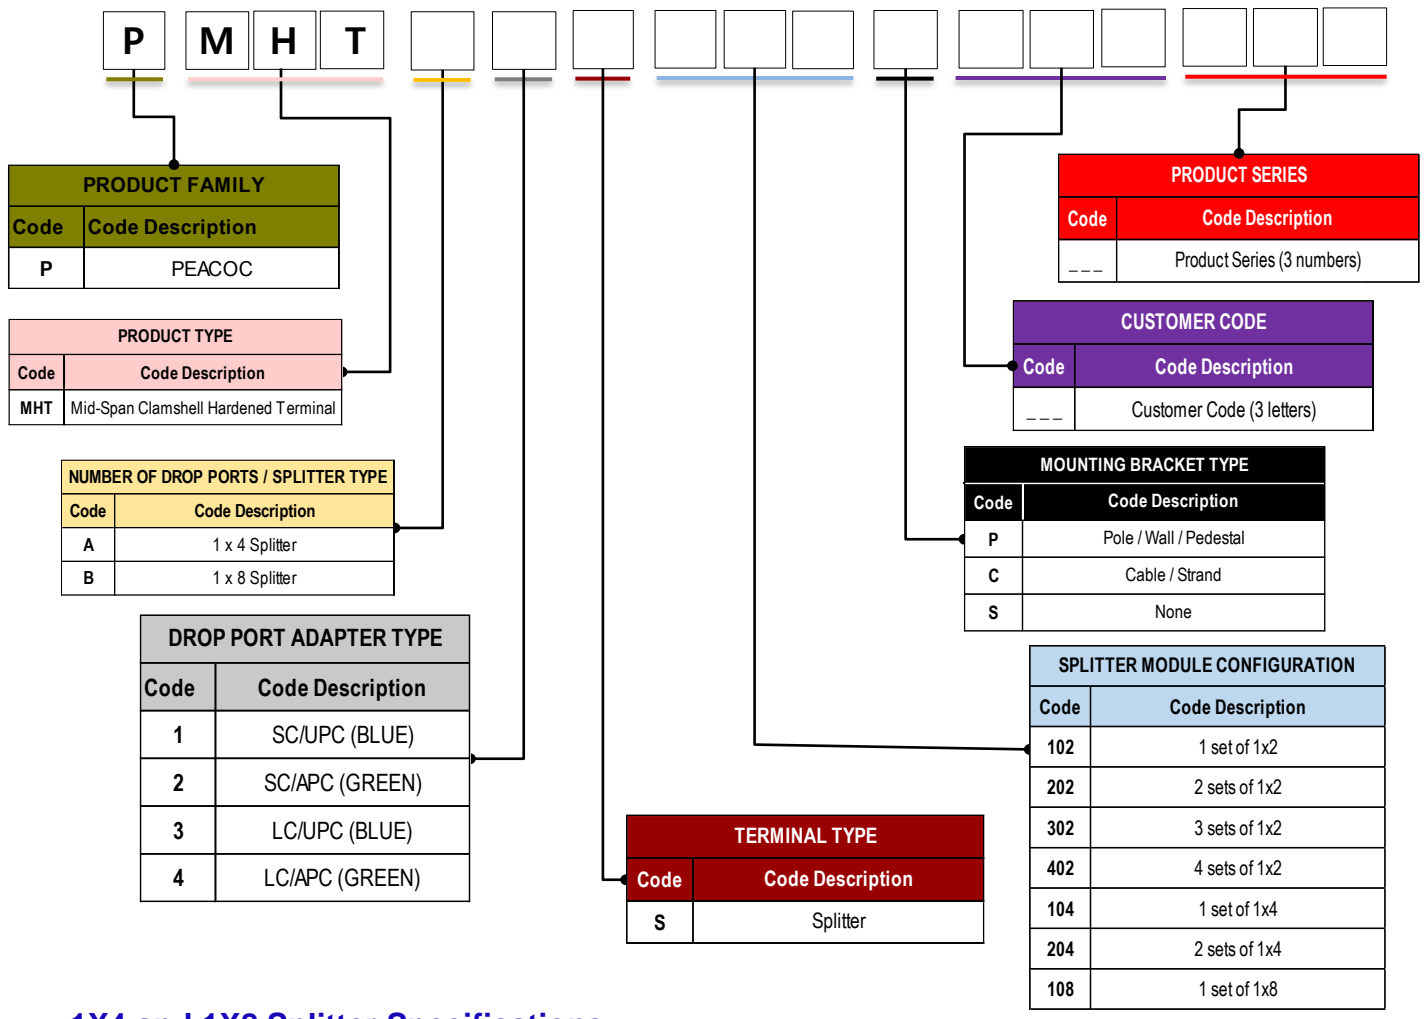 P M H T
PRODUCT FAMILY
Code Code Description
P PEACOC
PRODUCT TYPE
Code Code Description
MHT Mid-Span Clamshell Hardened Terminal
NUMBER OF DROP PORTS / SPLITTER TYPE
Code Code Description
A 1 x 4 Splitter
B 1 x 8 Splitter
DROP PORT ADAPTER TYPE
Code Code Description
1 SC/UPC (BLUE)
2 SC/APC (GREEN)
3 LC/UPC (BLUE)
4 LC/APC (GREEN)
TERMINAL TYPE
Code Code Description
S Splitter
PRODUCT SERIES
Code Code Description
_ _ _ Product Series (3 numbers)
CUSTOMER CODE
Code Code Description
_ _ _ Customer Code (3 letters)
MOUNTING BRACKET TYPE
Code Code Description
P Pole / Wall / Pedestal
C Cable / Strand
S None
SPLITTER MODULE CONFIGURATION
Code Code Description
102 1 set of 1x2
202 2 sets of 1x2
302 3 sets of 1x2
402 4 sets of 1x2
104 1 set of 1x4
204 2 sets of 1x4
108 1 set of 1x8
1X4 and 1X8 Splitter Specifications